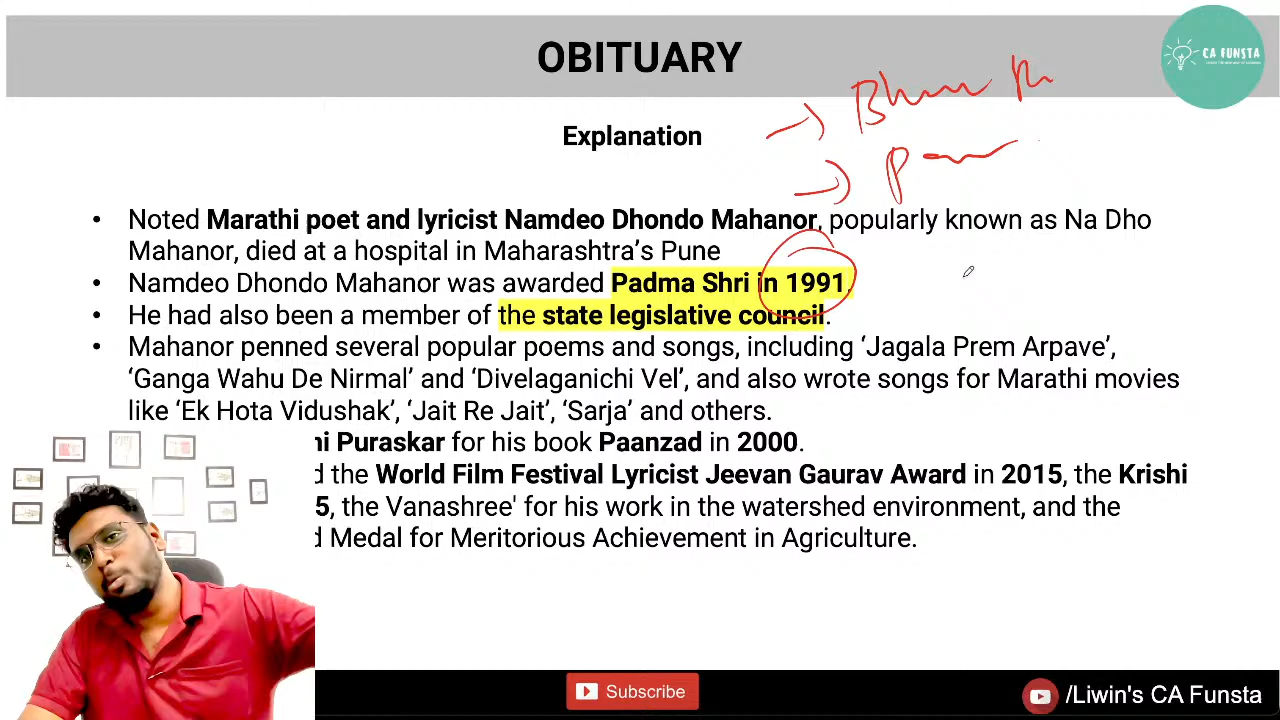 OBITUARY
CA FUNSTA
Explanation
• Noted Marathi poet and lyricist Namdeo Dhondo Mahanor, popularly known as Na Dho
Mahanor, died at a hospital in Maharashtra's Pune
• Namdeo Dhondo Mahanor was awarded Padma Shri in 1991.
• He had also been a member of the state legislative council.
• Mahanor penned several popular poems and songs, including ‘Jagala Prem Arpave’,
‘Ganga Wahu De Nirmal’ and ‘Divelaganichi Vel’, and also wrote songs for Marathi movies
like ‘Ek Hota Vidushak’, ‘Jait Re Jait’, ‘Sarja’ and others.
Puraskar for his book Paanzad in 2000.
the World Film Festival Lyricist Jeevan Gaurav Award in 2015, the Krishi
5, the Vanashree' for his work in the watershed environment, and the
Medal for Meritorious Achievement in Agriculture.
Subscribe
/Liwin's CA Funsta